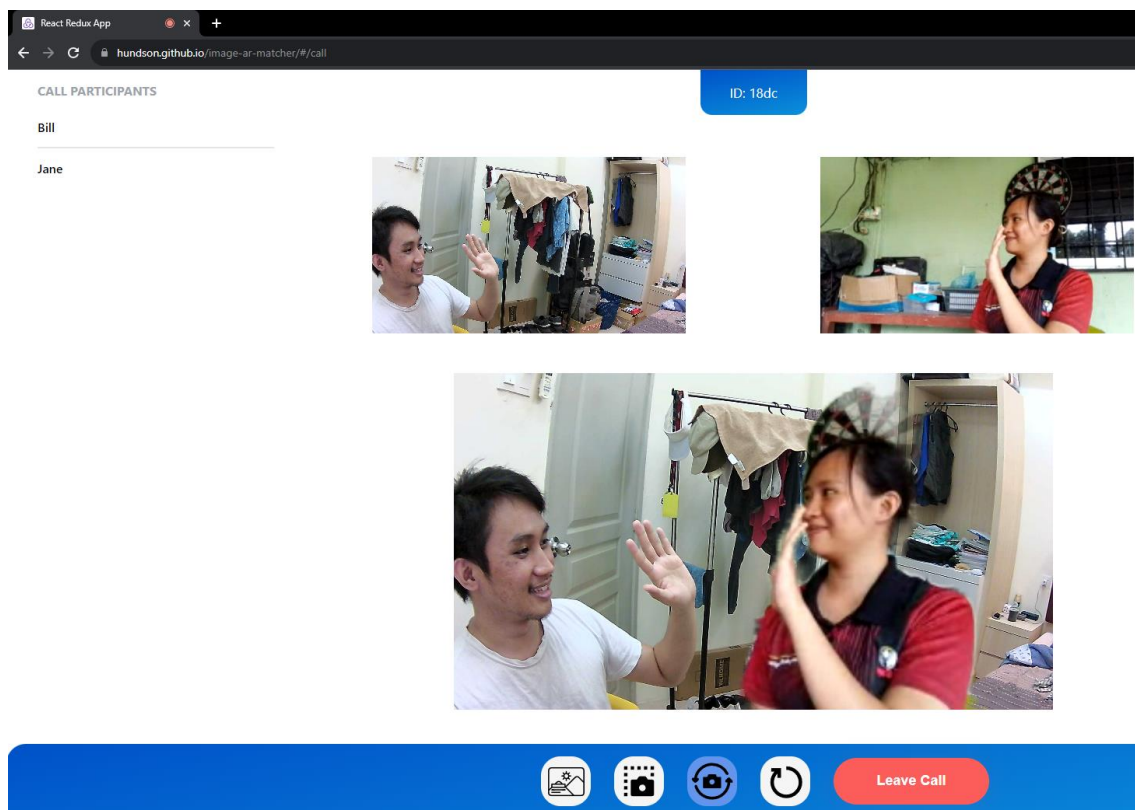 React Redux App
hundson.github.io/image-ar-matcher/#/call
CALL PARTICIPANTS
ID: 18dc
Bill
Jane
Leave Call